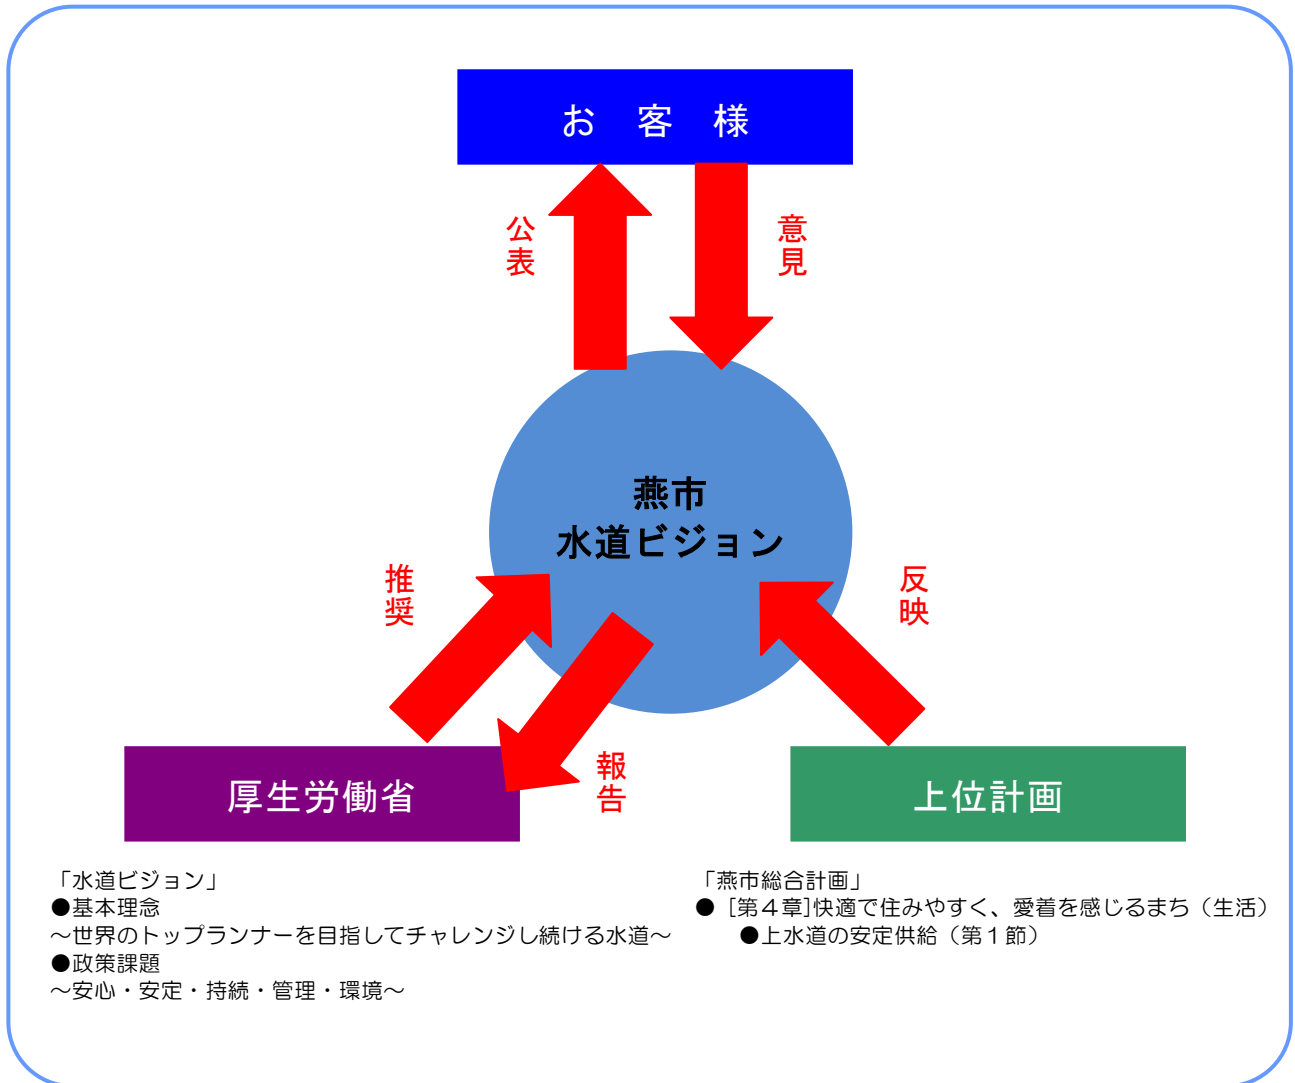 お　客　様
公表
意見
燕市
水道ビジョン
推奨
反映
報告
厚生労働省
上位計画
「水道ビジョン」
●基本理念
～世界のトップランナーを目指してチャレンジし続ける水道～
●政策課題
～安心・安定・持続・管理・環境～
「燕市総合計画」
●［第４章］快適で住みやすく、愛着を感じるまち（生活）
●上水道の安定供給（第１節）